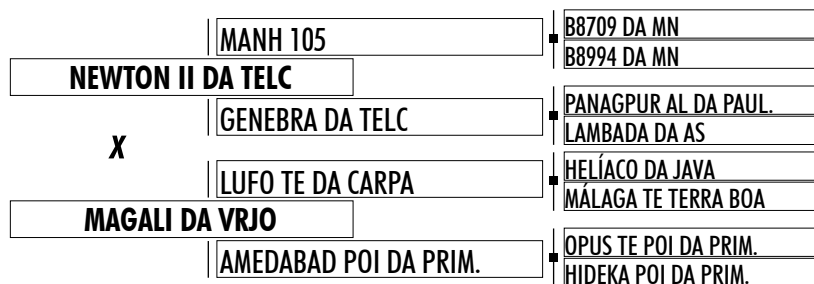 MANH 105
B8709 DA MN
B8994 DA MN
NEWTON II DA TELC
GENEBRA DA TELC
PANAGPUR AL DA PAUL.
LAMBADA DA AS
X
LUFO TE DA CARPA
HELÍACO DA JAVA
MÁLAGA TE TERRA BOA
MAGALI DA VRJO
AMEDABAD POI DA PRIM.
OPUS TE POI DA PRIM.
HIDEKA POI DA PRIM.